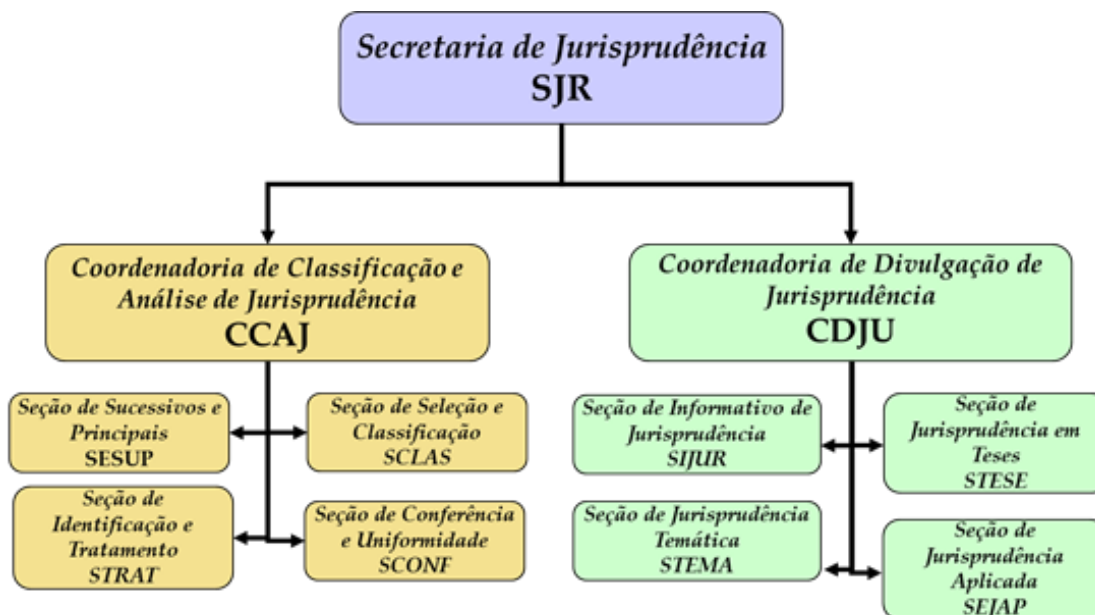 Secretaria de Jurisprudência
SJR
Coordenadoria de Classificação e
Análise de Jurisprudência
CCAJ
Coordenadoria de Divulgação de
Jurisprudência
CDJU
Seção de Sucessivos e
Principais
SESUP
Seção de Seleção e
Classificação
SCLAS
Seção de
Identificação e
Tratamento
STRAT
Seção de Conferência
e Uniformidade
SCONF
Seção de Informativo de
Jurisprudência
SIJUR
Seção de
Jurisprudência em
Teses
STESE
Seção de Jurisprudência
Temática
STEMA
Seção de
Jurisprudência
Aplicada
SEJAP